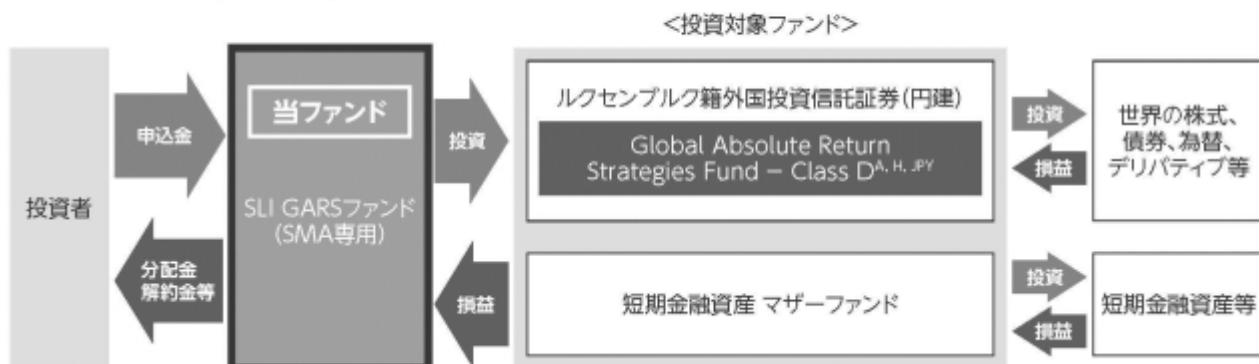 <投資対象ファンド>
投資者
申込金
分配金
解約金等
当ファンド
SLI GARSファンド
(SMA専用)
投資
損益
ルクセンブルク籍外国投資信託証券(円建)
Global Absolute Return
Strategies Fund – Class D^A, H, JPY
投資
損益
世界の株式、
債券、為替、
デリバティブ等
短期金融資産 マザーファンド
投資
損益
短期金融資産等